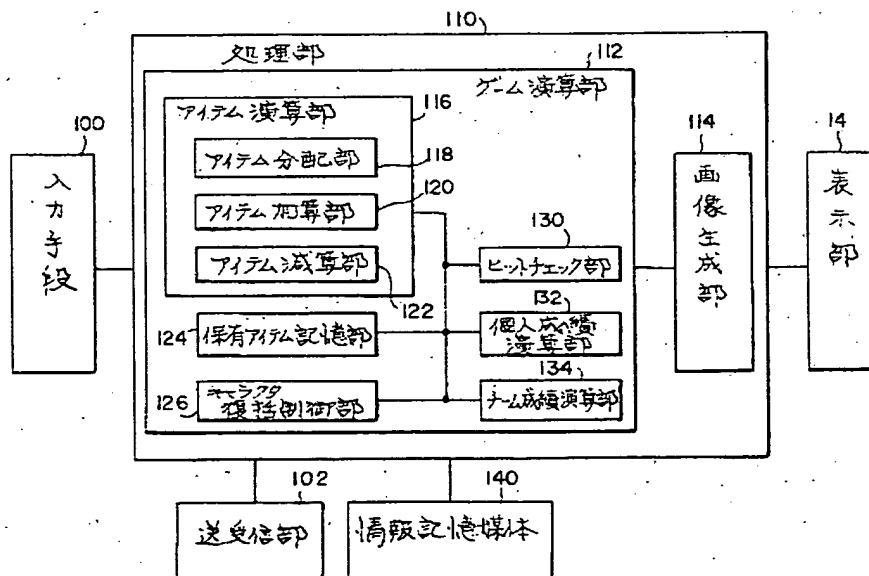 110
処理部
112
ゲーム演算部
アイテム演算部
116
アイテム分配部
118
アイテム加算部
120
アイテム減算部
122
100
入力手段
114
画像生成部
14
表示部
130
ヒットチェック部
124
保有アイテム記憶部
132
個人成績
演算部
126
キャラクタ
復活制御部
134
チーム成績演算部
102
送受信部
140
情報記憶媒体